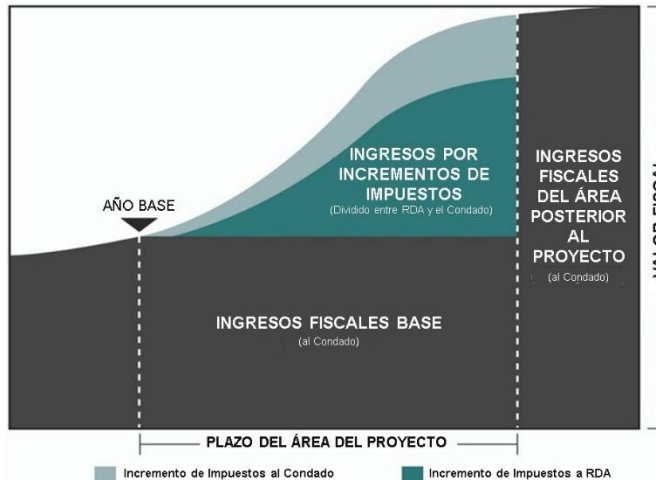 AÑO BASE
INGRESOS POR
INCREMENTOS DE
IMPUESTOS
(Dividido entre RDA y el Condado)
INGRESOS
FISCALES
DEL ÁREA
POSTERIOR
AL
PROYECTO
(al Condado)
VALOR FISCAL
INGRESOS FISCALES BASE
(al Condado)
PLAZO DEL ÁREA DEL PROYECTO
Incremento de Impuestos al Condado
Incremento de Impuestos a RDA